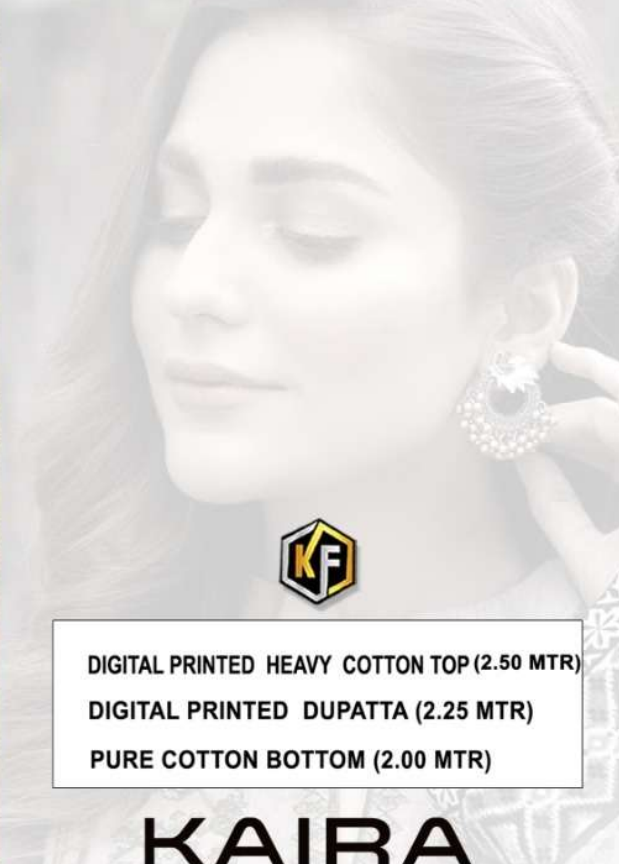 KF
DIGITAL PRINTED HEAVY COTTON TOP (2.50 MTR)
DIGITAL PRINTED DUPATTA (2.25 MTR)
PURE COTTON BOTTOM (2.00 MTR)
KAIRA